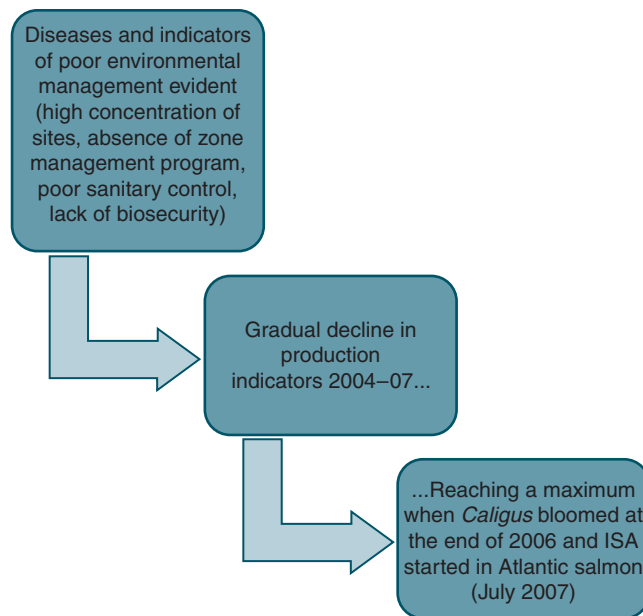 Diseases and indicators
of poor environmental
management evident
(high concentration of
sites, absence of zone
management program,
poor sanitary control,
lack of biosecurity)
Gradual decline in
production
indicators 2004–07...
...Reaching a maximum
when Caligus bloomed at
the end of 2006 and ISA
started in Atlantic salmon
(July 2007)